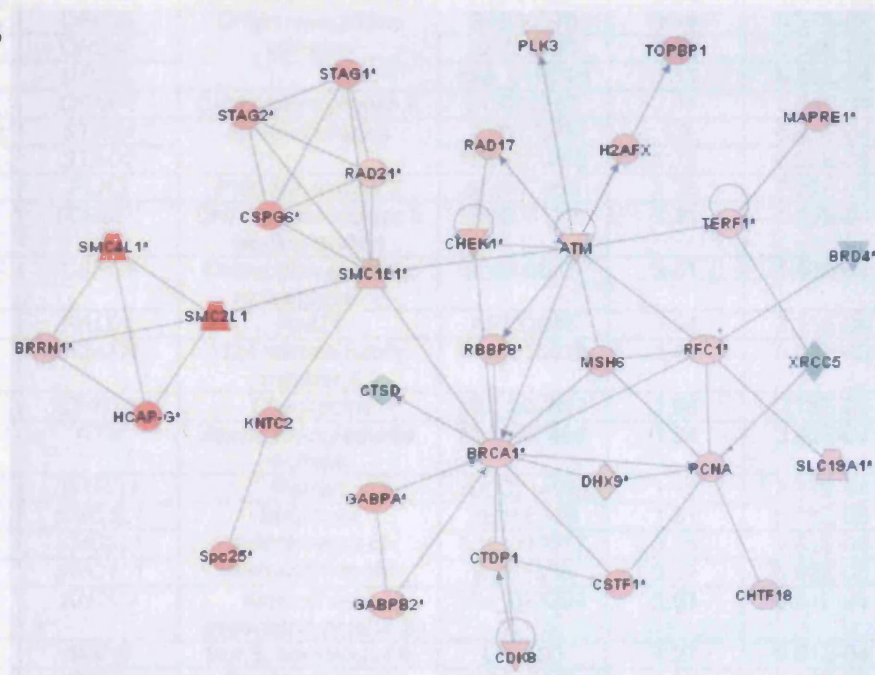 PLK3
TOPBP1
STAG1*
STAG2*
MAPRE1*
RAD17
H2AFX
RAD21*
CSPG6*
TERF1*
CHEK1*
ATM
SMC4L1*
BRD4*
SMC1L1*
SMC2L1
BRRN1*
RBBP8*
MSH6
RFC1*
XRCC5
CTSD
HCAP-G*
KNTC2
BRCA1*
DHX9*
PCNA
SLC19A1*
GABPA*
Spc25*
CTDP1
CSTF1*
CHTF18
GABPB2*
CDK8